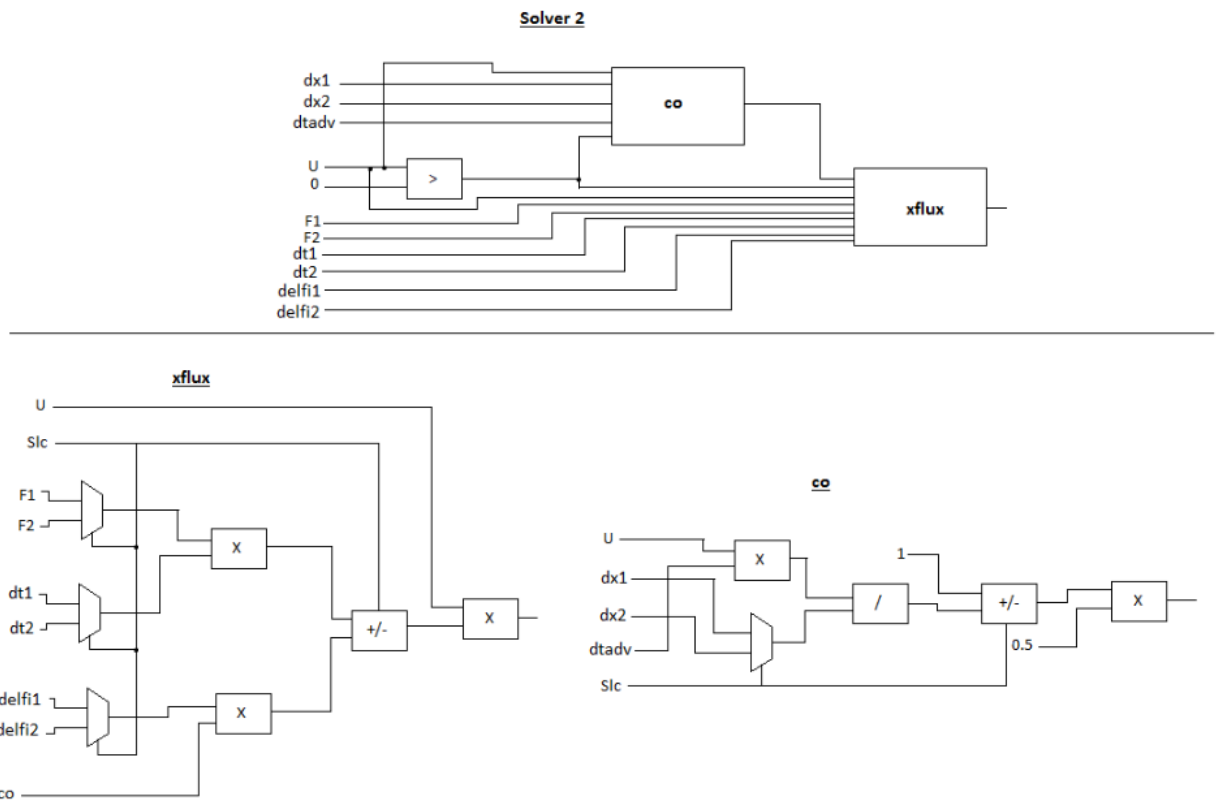 Solver 2
dx1
dx2
dtadv
co
U
0
>
xflux
F1
F2
dt1
dt2
delfi1
delfi2
xflux
U
Slc
F1
F2
X
dt1
dt2
+/-
X
delfi1
delfi2
X
co
co
U
X
dx1
1
dx2
/
+/-
X
dtadv
0.5
Slc